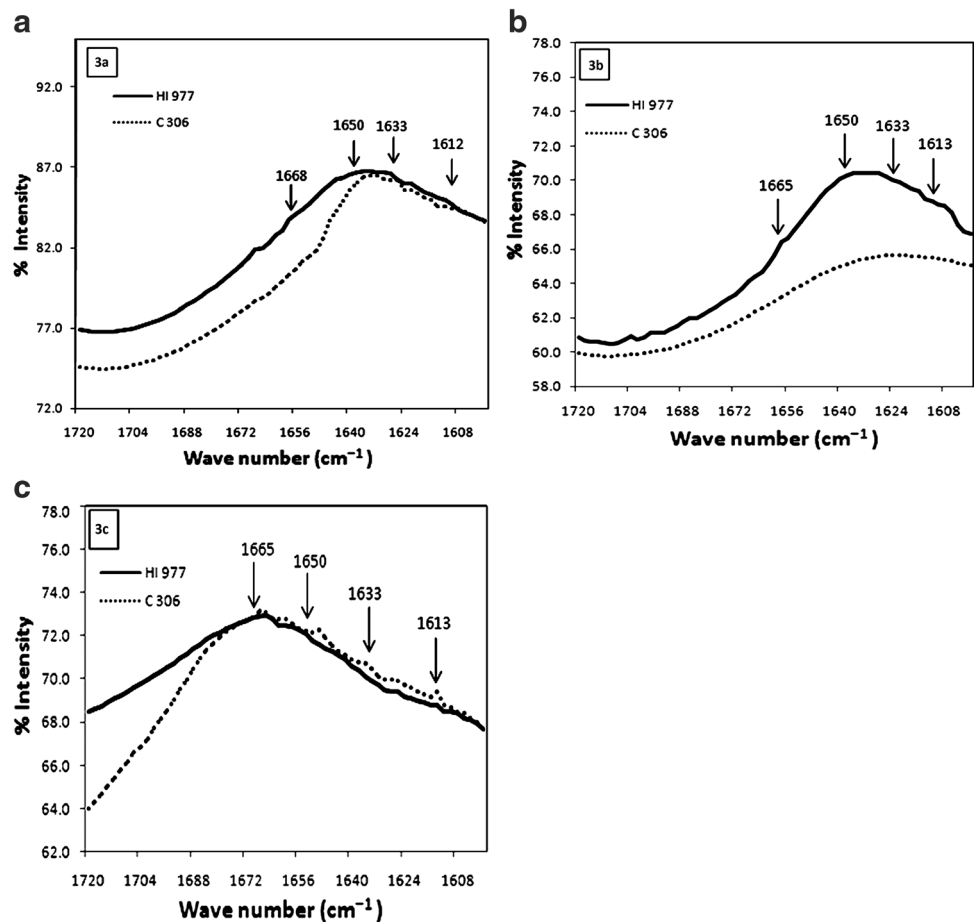 a
3a
HI 977
C 306
1668
1650
1633
1612
% Intensity
92.0
87.0
82.0
77.0
72.0
1720 1704 1688 1672 1656 1640 1624 1608
Wave number (cm⁻¹)
b
3b
HI 977
C 306
1665
1650
1633
1613
% Intensity
78.0
76.0
74.0
72.0
70.0
68.0
66.0
64.0
62.0
60.0
58.0
1720 1704 1688 1672 1656 1640 1624 1608
Wave number (cm⁻¹)
c
3c
HI 977
C 306
1665
1650
1633
1613
% Intensity
78.0
76.0
74.0
72.0
70.0
68.0
66.0
64.0
62.0
1720 1704 1688 1672 1656 1640 1624 1608
Wave number (cm⁻¹)